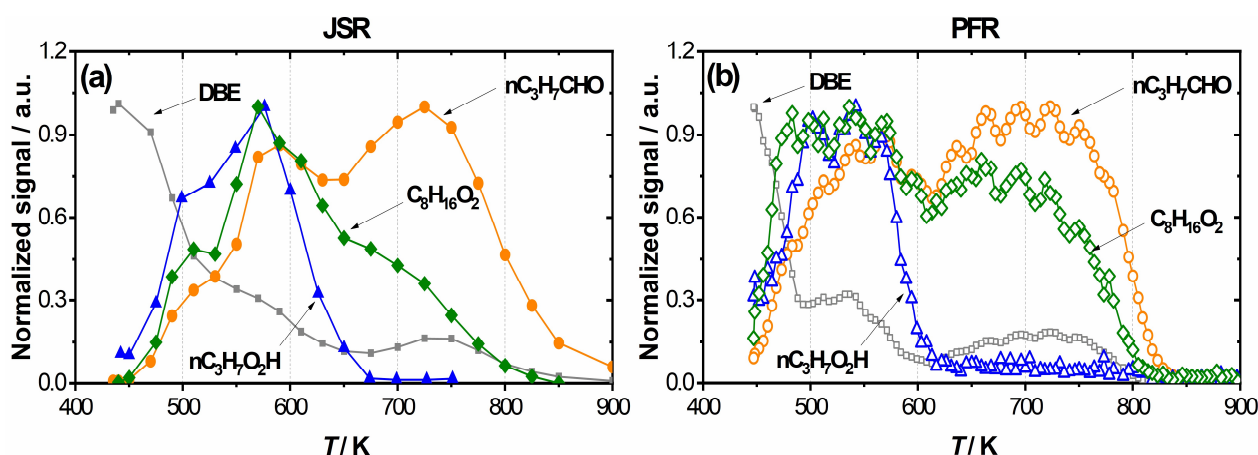 JSR
Normalized signal / a.u.
1.2
0.9
0.6
0.3
0.0
(a)
DBE
nC₃H₇CHO
C₈H₁₆O₂
nC₃H₇O₂H
400 500 600 700 800 900
T / K
PFR
Normalized signal / a.u.
1.2
0.9
0.6
0.3
0.0
(b)
DBE
nC₃H₇CHO
C₈H₁₆O₂
nC₃H₇O₂H
400 500 600 700 800 900
T / K